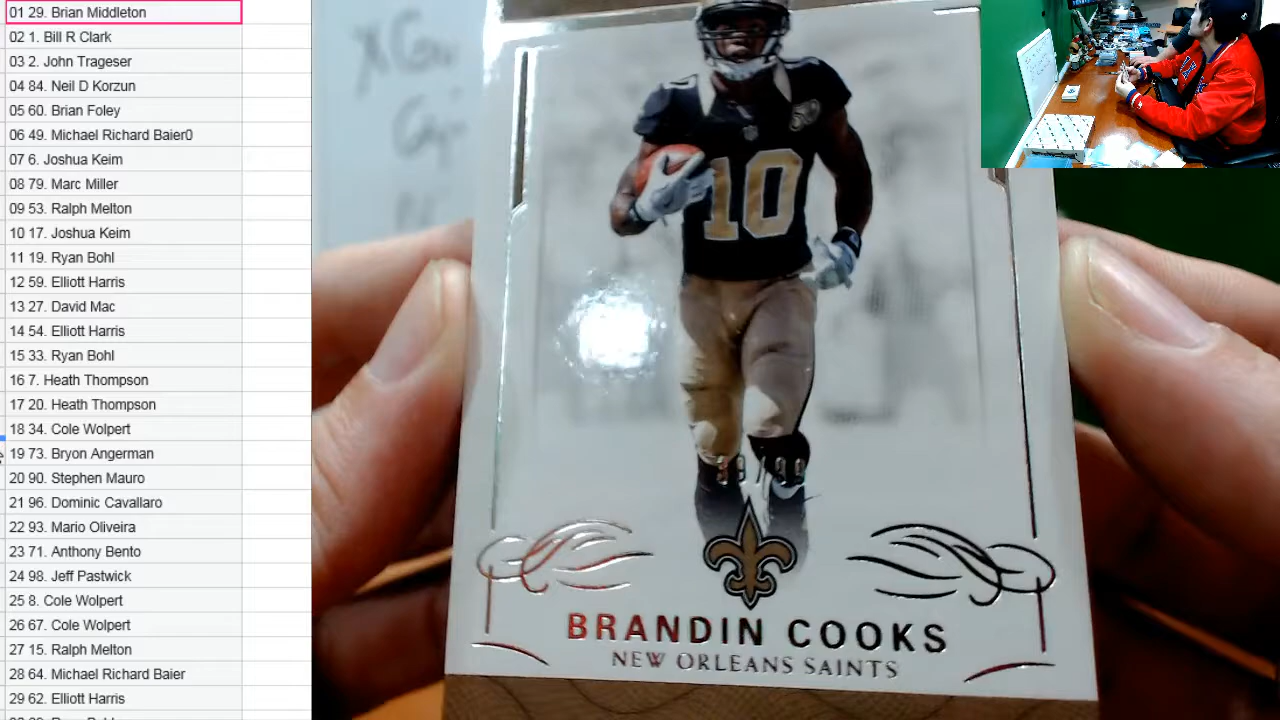 01 29. Brian Middleton
02 1. Bill R Clark
03 2. John Trageser
04 84. Neil D Korzun
05 60. Brian Foley
06 49. Michael Richard Baier0
07 6. Joshua Keim
08 79. Marc Miller
09 53. Ralph Melton
10 17. Joshua Keim
11 19. Ryan Bohl
12 59. Elliott Harris
13 27. David Mac
14 54. Elliott Harris
15 33. Ryan Bohl
16 7. Heath Thompson
17 20. Heath Thompson
18 34. Cole Wolpert
19 73. Bryon Angerman
20 90. Stephen Mauro
21 96. Dominic Cavallaro
22 93. Mario Oliveira
23 71. Anthony Bento
24 98. Jeff Pastwick
25 8. Cole Wolpert
26 67. Cole Wolpert
27 15. Ralph Melton
28 64. Michael Richard Baier
29 62. Elliott Harris
10
BRANDIN COOKS
NEW ORLEANS SAINTS